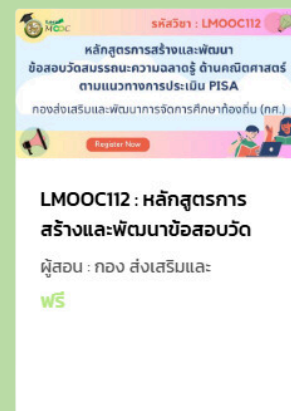 MOOC
รหัสวิชา : LMOOC112
หลักสูตรการสร้างและพัฒนา
ข้อสอบวัดสมรรถนะความฉลาดรู้ ด้านคณิตศาสตร์
ตามแนวทางการประเมิน PISA
กองส่งเสริมและพัฒนาการจัดการศึกษาท้องถิ่น (กศ.)
Register Now
LMOOC112 : หลักสูตรการ
สร้างและพัฒนาข้อสอบวัด
ผู้สอน : กอง ส่งเสริมและ
ฟรี